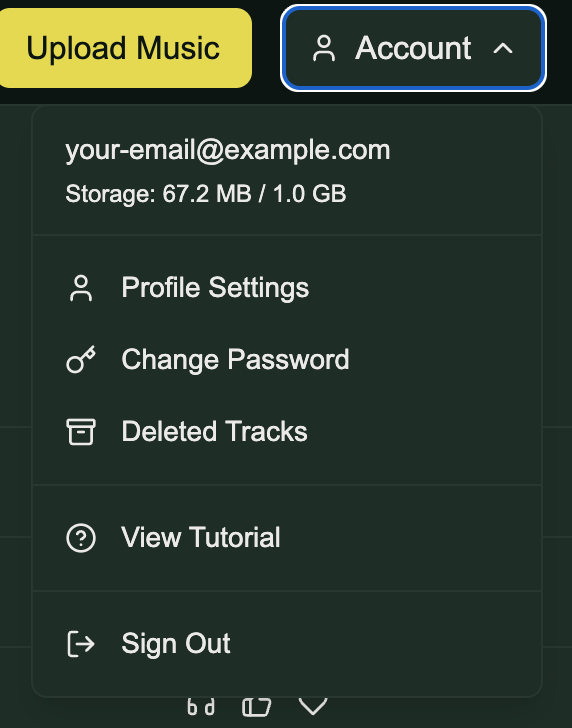 Upload Music
Account
your-email@example.com
Storage: 67.2 MB / 1.0 GB
Profile Settings
Change Password
Deleted Tracks
View Tutorial
Sign Out